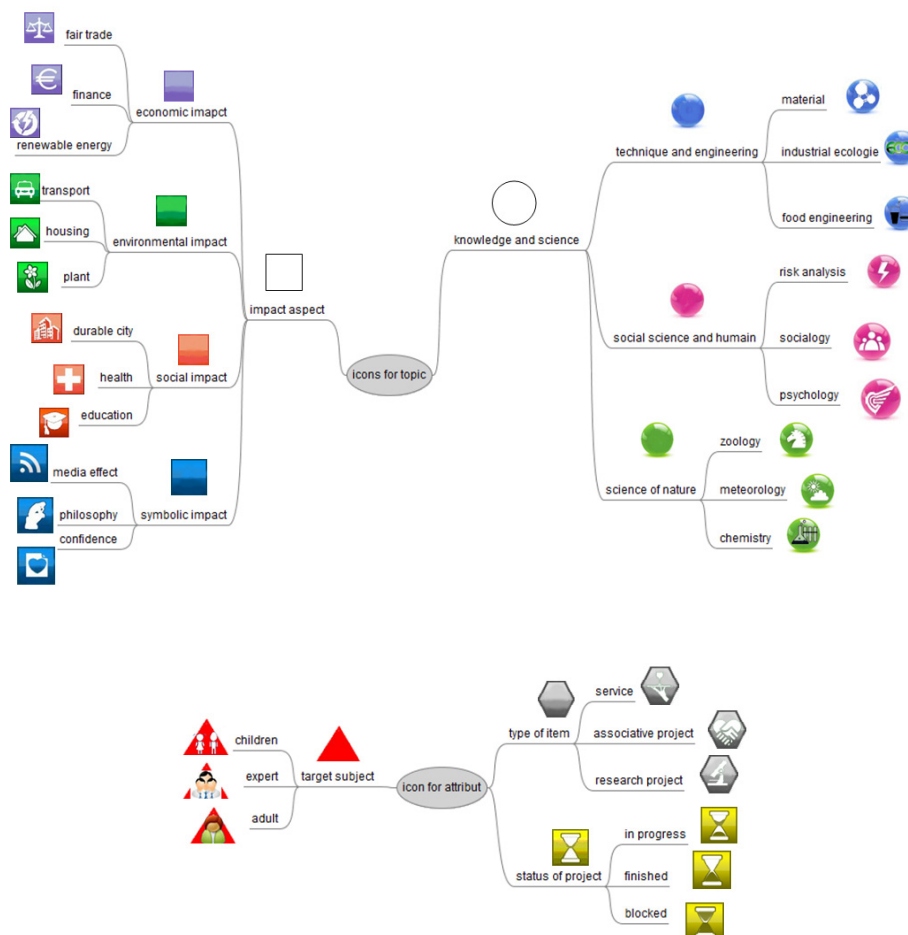 fair trade
finance
economic imapct
renewable energy
transport
housing
environmental impact
plant
impact aspect
durable city
health
social impact
education
media effect
philosophy
symbolic impact
confidence
icons for topic
knowledge and science
material
technique and engineering
industrial ecologie
ECO
food engineering
risk analysis
social science and humain
socialogy
psychology
zoology
science of nature
meteorology
chemistry
children
expert
target subject
adult
icon for attribut
service
type of item
associative project
research project
in progress
status of project
finished
blocked